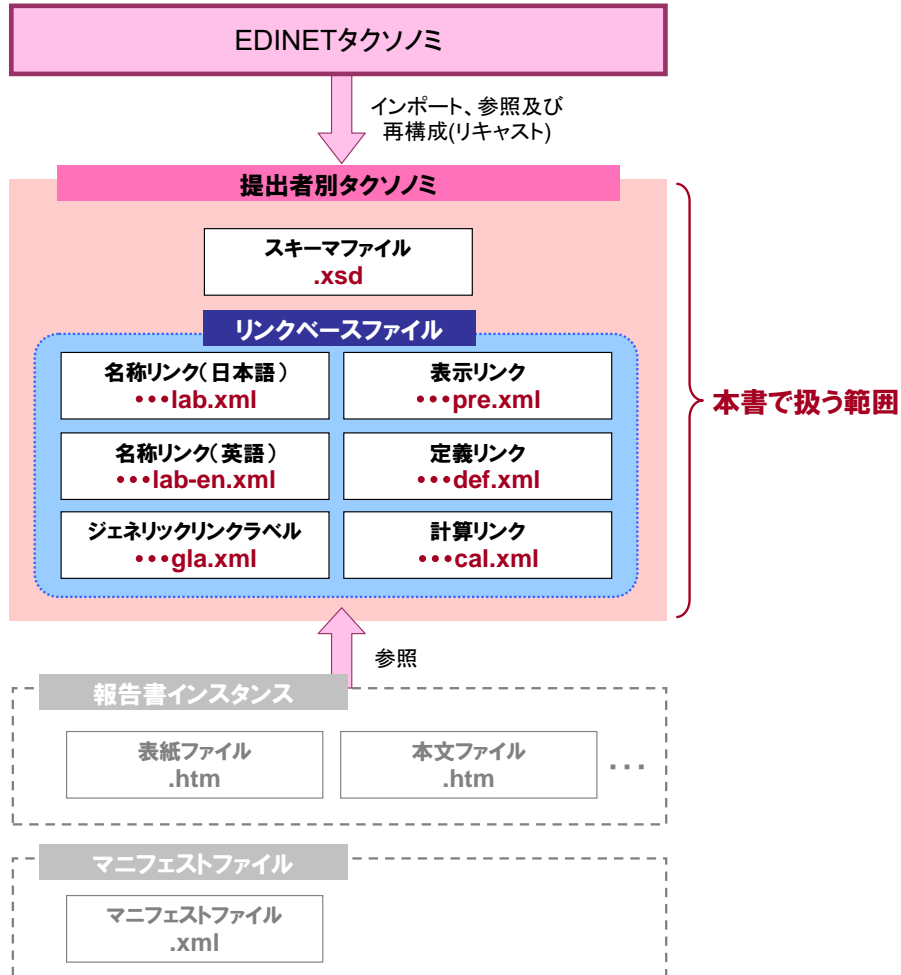 EDINETタクソノミ
インポート、参照及び
再構成(リキャスト)
提出者別タクソノミ
スキーマファイル
.xsd
リンクベースファイル
名称リンク(日本語)
•••lab.xml
表示リンク
•••pre.xml
名称リンク(英語)
•••lab-en.xml
定義リンク
•••def.xml
ジェネリックリンクラベル
•••gla.xml
計算リンク
•••cal.xml
本書で扱う範囲
参照
報告書インスタンス
表紙ファイル
.htm
本文ファイル
.htm
...
マニフェストファイル
マニフェストファイル
.xml